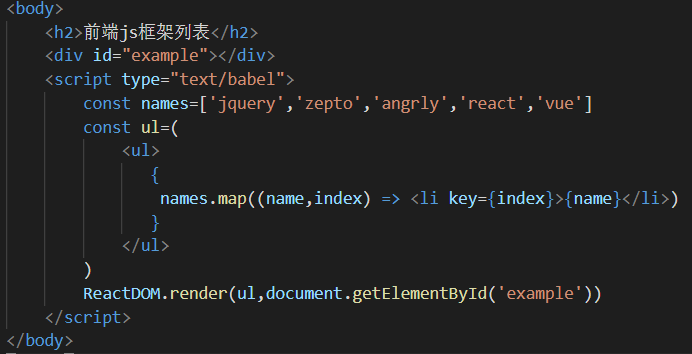 <body>
<h2>前端js框架列表</h2>
<div id="example"></div>
<script type="text/babel">
const names=['jquery','zepto','angrly','react','vue']
const ul=(
<ul>
{
names.map((name,index) => <li key={index}>{name}</li>)
}
</ul>
)
ReactDOM.render(ul,document.getElementById('example'))
</script>
</body>